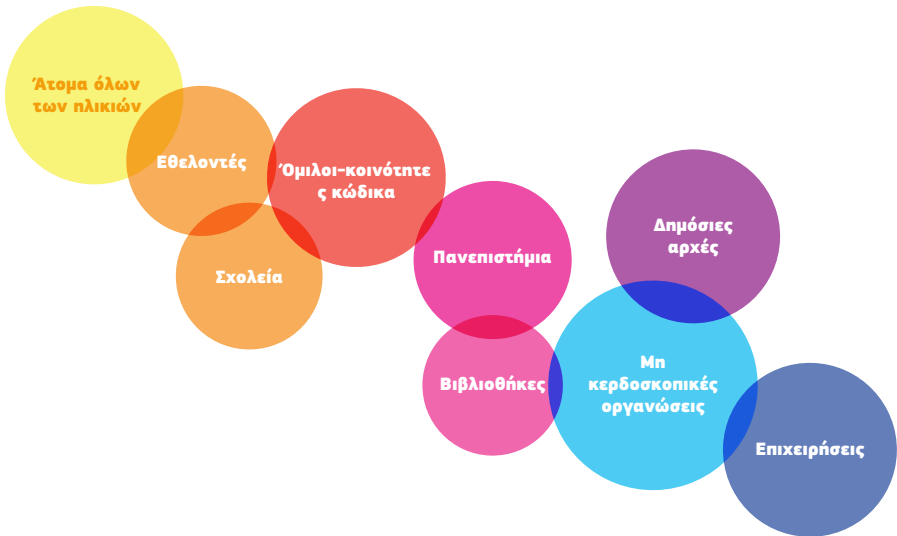 Άτομα όλων
των ηλικιών
Εθελοντές
Όμιλοι-κοινότητε
ς κώδικα
Σχολεία
Πανεπιστήμια
Δημόσιες
αρχές
Βιβλιοθήκες
Μη
κερδοσκοπικές
οργανώσεις
Επιχειρήσεις